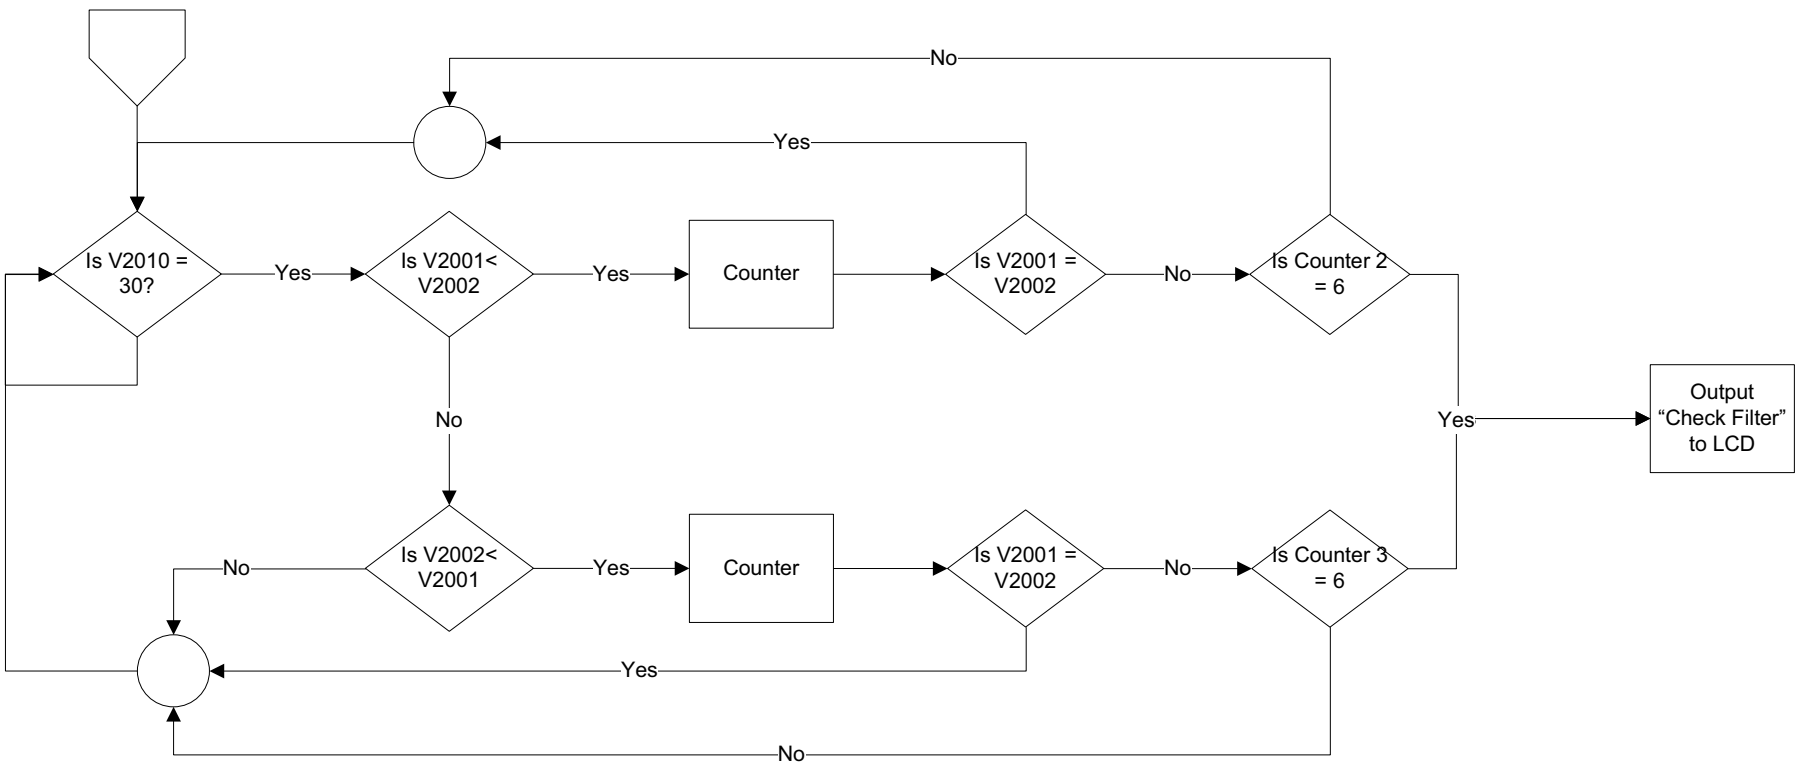 No
Yes
Is V2010 =
30?
Yes
Is V2001<
V2002
Yes
Counter
Is V2001 =
V2002
No
Is Counter 2
= 6
No
Yes
Output
“Check Filter”
to LCD
No
Is V2002<
V2001
Yes
Counter
Is V2001 =
V2002
No
Is Counter 3
= 6
Yes
No